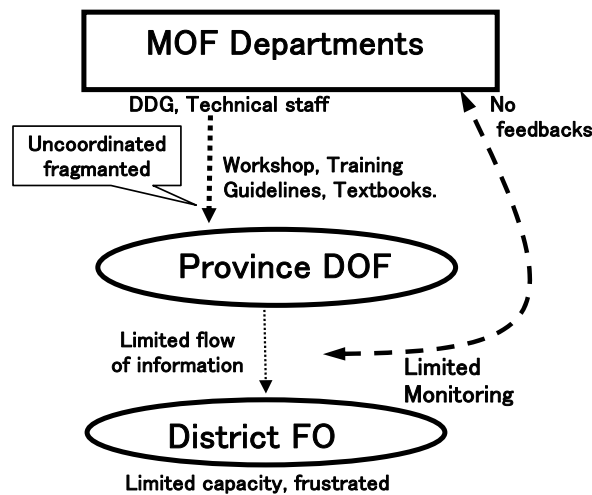 MOF Departments
DDG, Technical staff
No
feedbacks
Uncoordinated
fragmanted
Workshop, Training
Guidelines, Textbooks.
Province DOF
Limited flow
of information
Limited
Monitoring
District FO
Limited capacity, frustrated